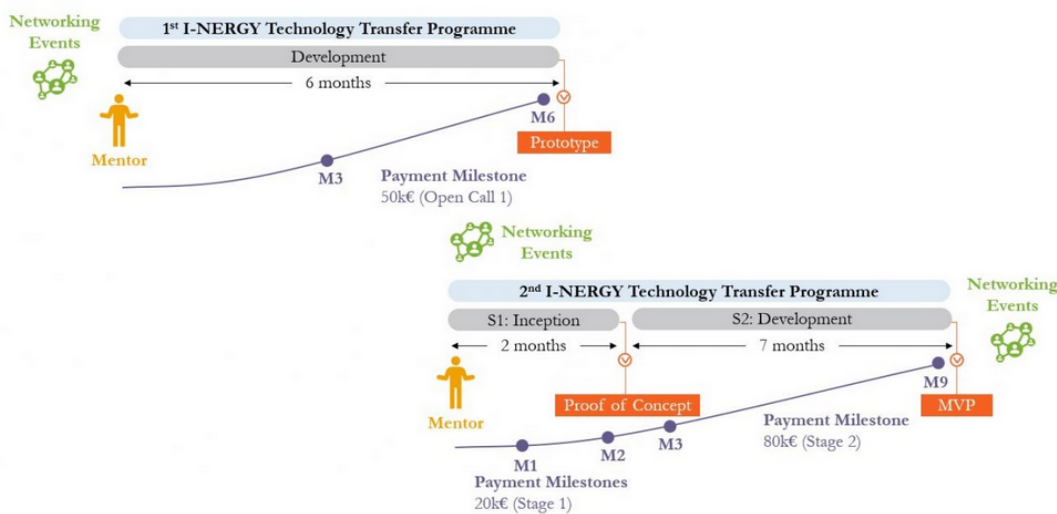 Networking
Events
1st I-NERGY Technology Transfer Programme
Development
6 months
Mentor
M3
M6
Prototype
Payment Milestone
50k€ (Open Call 1)
Networking
Events
2nd I-NERGY Technology Transfer Programme
Networking
Events
S1: Inception
S2: Development
2 months
7 months
Mentor
Proof of Concept
M9
MVP
M1
M2
M3
Payment Milestone
80k€ (Stage 2)
Payment Milestones
20k€ (Stage 1)